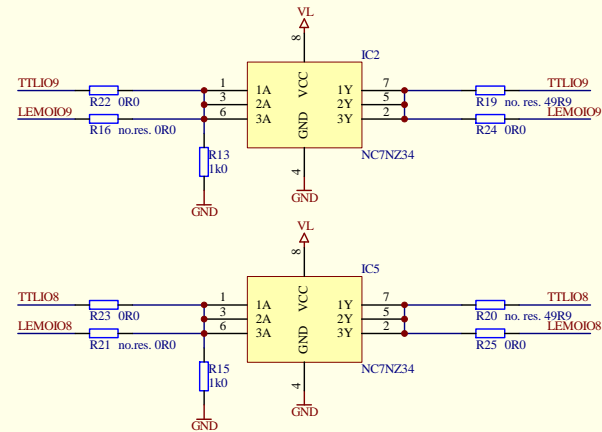 VL
8
IC2
TTLIO9
R22 0R0
1
1A
VCC
1Y
7
TTLIO9
R19 no. res. 49R9
3
2A
2Y
5
LEMOIO9
R16 no.res. 0R0
6
3A
GND
3Y
2
LEMOIO9
R24 0R0
R13
1k0
4
NC7NZ34
GND
GND
VL
8
IC5
TTLIO8
R23 0R0
1
1A
VCC
1Y
7
TTLIO8
R20 no. res. 49R9
3
2A
2Y
5
LEMOIO8
R21 no.res. 0R0
6
3A
GND
3Y
2
LEMOIO8
R25 0R0
R15
1k0
4
NC7NZ34
GND
GND